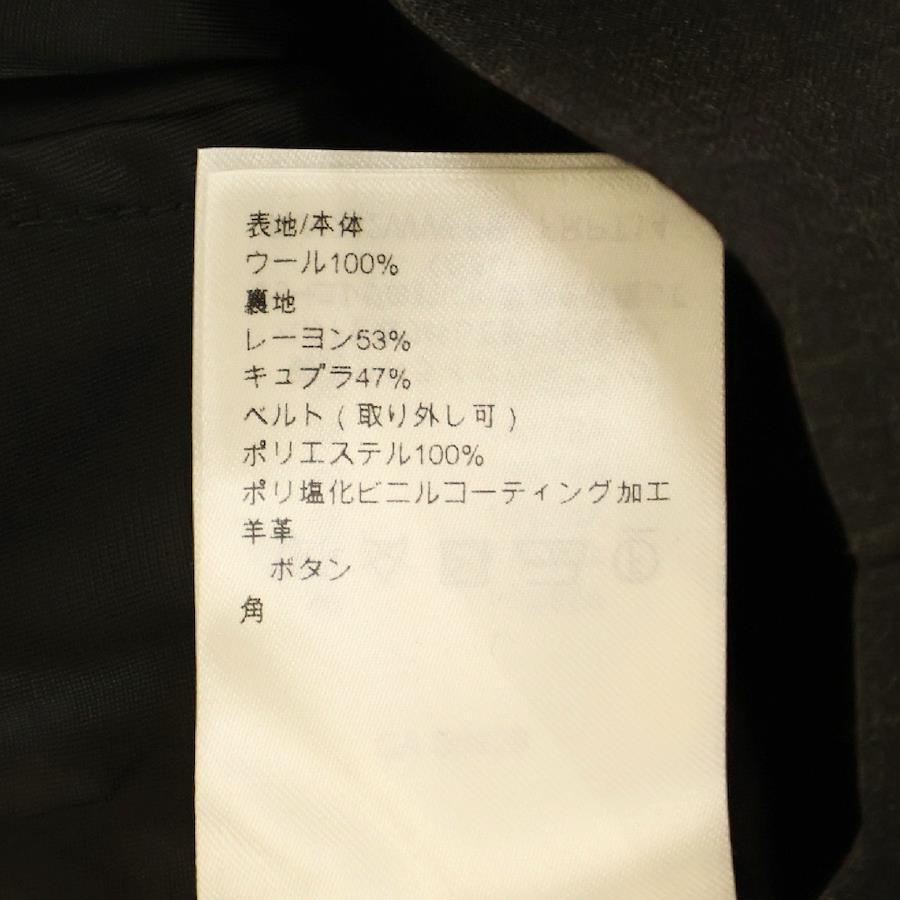 表地/本体
ウール100%
裏地
レーヨン53%
キュプラ47%
ベルト ( 取り外し可 )
ポリエステル100%
ポリ塩化ビニルコーティング加工
羊革
ボタン
角